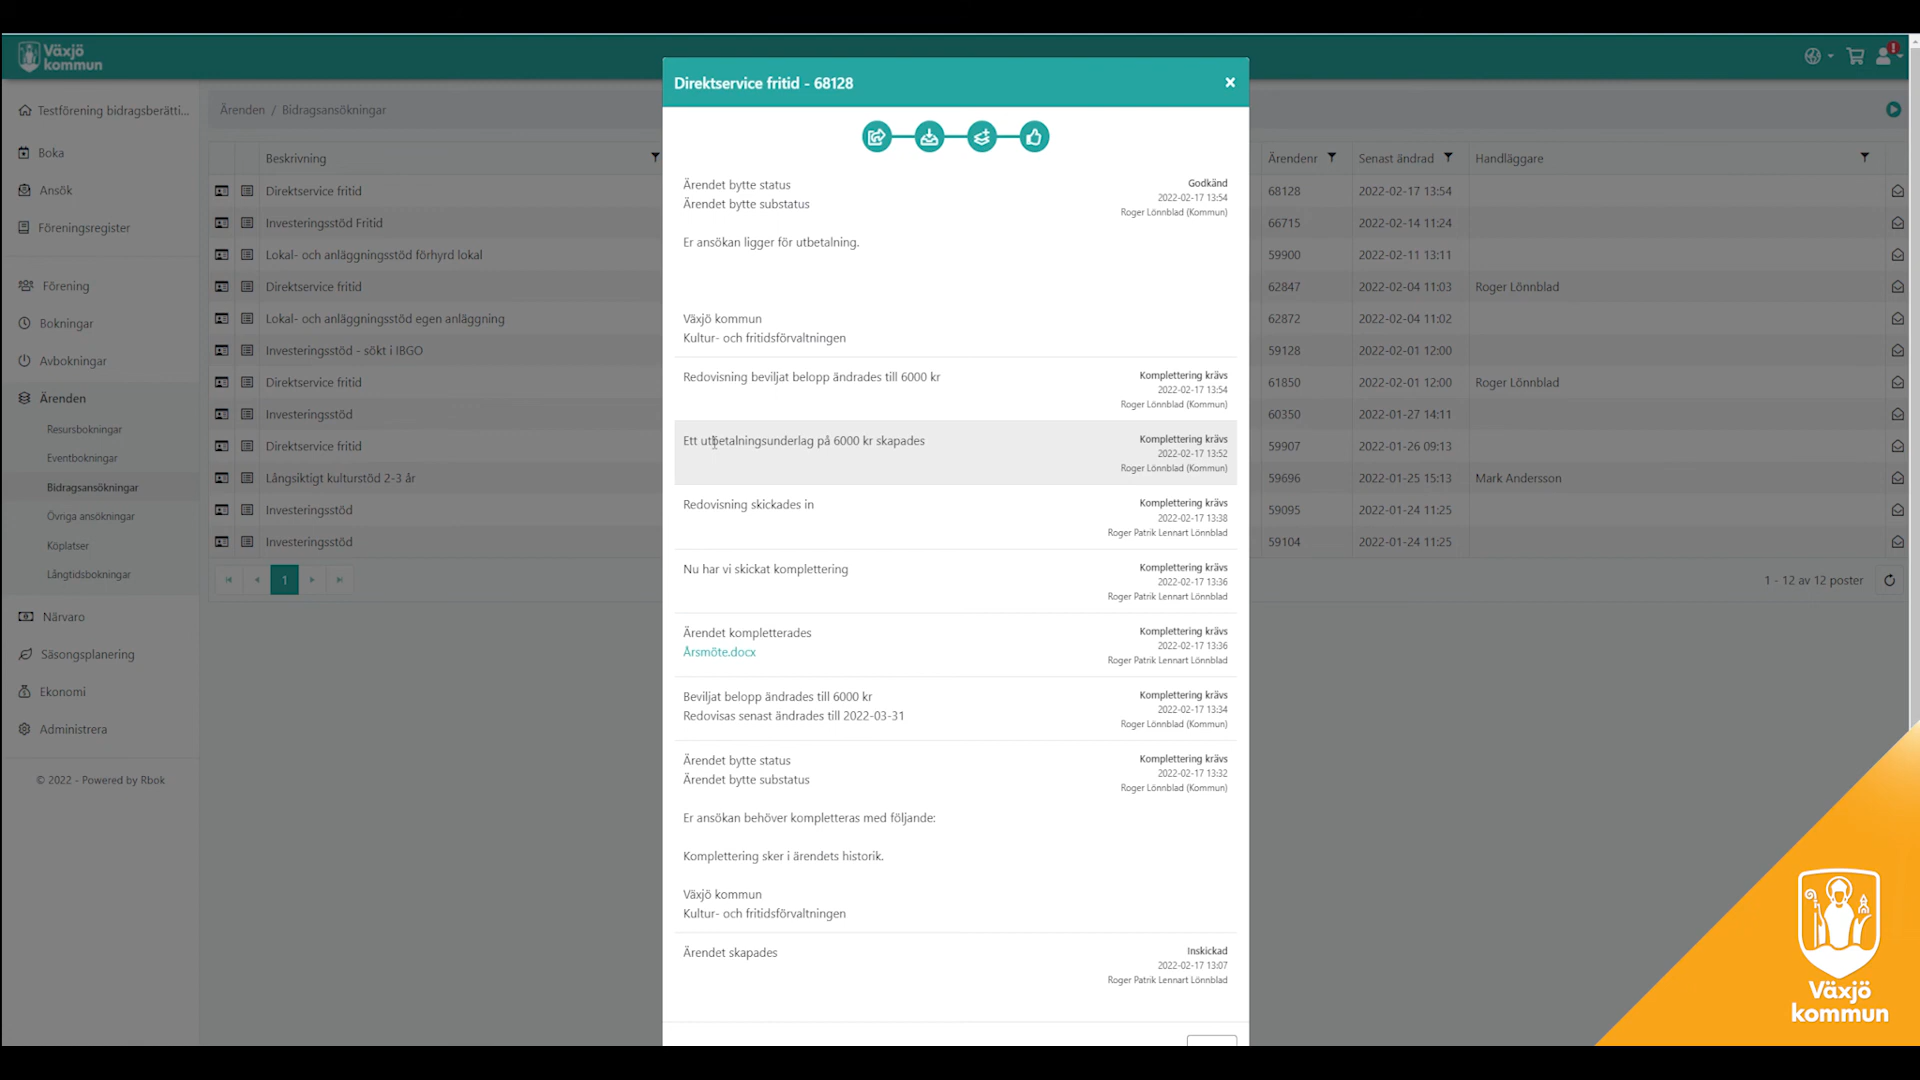 Växjö
kommun
Testförening bidragsberätti...
Boka
Ansök
Föreningsregister
Förening
Bokningar
Avbokningar
Ärenden
Resursbokningar
Eventbokningar
Bidragsansökningar
Övriga ansökningar
Köplatser
Långtidsbokningar
Närvaro
Säsongsplanering
Ekonomi
Administrera
© 2022 - Powered by Rbok
Ärenden / Bidragsansökningar
Beskrivning
Direktservice fritid
Investeringsstöd Fritid
Lokal- och anläggningsstöd förhyrd lokal
Direktservice fritid
Lokal- och anläggningsstöd egen anläggning
Investeringsstöd - sökt i IBGO
Direktservice fritid
Investeringsstöd
Direktservice fritid
Långsiktigt kulturstöd 2-3 år
Investeringsstöd
Investeringsstöd
1
Direktservice fritid - 68128
×
Ärendet bytte status
Ärendet bytte substatus
Godkänd
2022-02-17 13:54
Roger Lönnblad (Kommun)
Er ansökan ligger för utbetalning.
Växjö kommun
Kultur- och fritidsförvaltningen
Redovisning beviljat belopp ändrades till 6000 kr
Komplettering krävs
2022-02-17 13:54
Roger Lönnblad (Kommun)
Ett utbetalningsunderlag på 6000 kr skapades
Komplettering krävs
2022-02-17 13:52
Roger Lönnblad (Kommun)
Redovisning skickades in
Komplettering krävs
2022-02-17 13:38
Roger Patrik Lennart Lönnblad
Nu har vi skickat komplettering
Komplettering krävs
2022-02-17 13:36
Roger Patrik Lennart Lönnblad
Ärendet kompletterades
Årsmöte.docx
Komplettering krävs
2022-02-17 13:36
Roger Patrik Lennart Lönnblad
Beviljat belopp ändrades till 6000 kr
Redovisas senast ändrades till 2022-03-31
Komplettering krävs
2022-02-17 13:34
Roger Lönnblad (Kommun)
Ärendet bytte status
Ärendet bytte substatus
Komplettering krävs
2022-02-17 13:32
Roger Lönnblad (Kommun)
Er ansökan behöver kompletteras med följande:
Komplettering sker i ärendets historik.
Växjö kommun
Kultur- och fritidsförvaltningen
Ärendet skapades
Inskickad
2022-02-17 13:07
Roger Patrik Lennart Lönnblad
Ärendenr Senast ändrad Handläggare
68128 2022-02-17 13:54
66715 2022-02-14 11:24
59900 2022-02-11 13:11
62847 2022-02-04 11:03 Roger Lönnblad
62872 2022-02-04 11:02
59128 2022-02-01 12:00
61850 2022-02-01 12:00 Roger Lönnblad
60350 2022-01-27 14:11
59907 2022-01-26 09:13
59696 2022-01-25 15:13 Mark Andersson
59095 2022-01-24 11:25
59104 2022-01-24 11:25
1 - 12 av 12 poster
Växjö
kommun